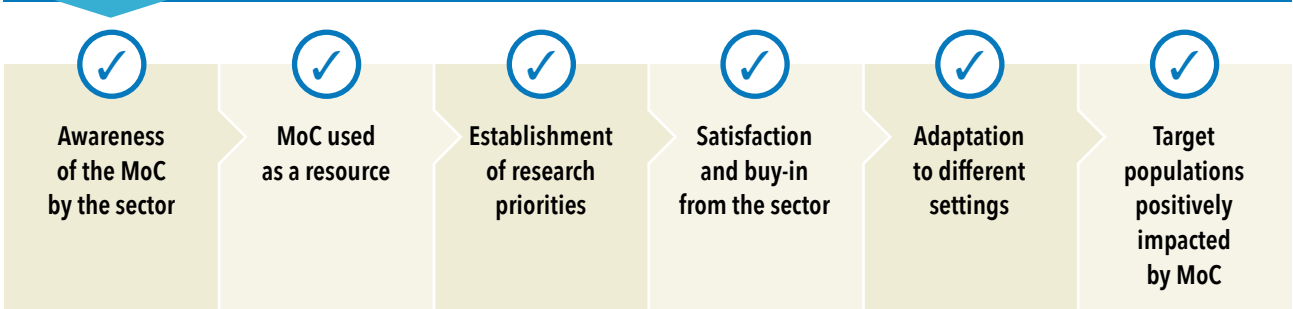 Awareness
of the MoC
by the sector
MoC used
as a resource
Establishment
of research
priorities
Satisfaction
and buy-in
from the sector
Adaptation
to different
settings
Target
populations
positively
impacted
by MoC